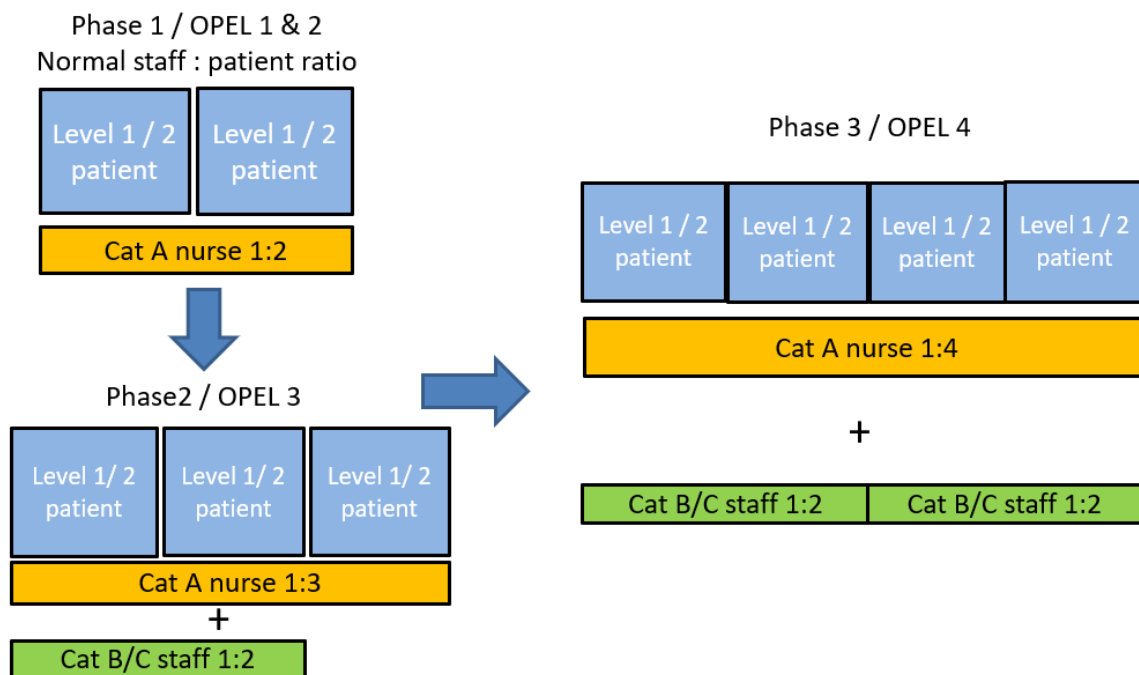 Phase 1 / OPEL 1 & 2
Normal staff : patient ratio
Level 1 / 2
patient
Level 1 / 2
patient
Cat A nurse 1:2
Phase2 / OPEL 3
Level 1/ 2
patient
Level 1/ 2
patient
Level 1/ 2
patient
Cat A nurse 1:3
+
Cat B/C staff 1:2
Phase 3 / OPEL 4
Level 1 / 2
patient
Level 1 / 2
patient
Level 1 / 2
patient
Level 1 / 2
patient
Cat A nurse 1:4
+
Cat B/C staff 1:2
Cat B/C staff 1:2